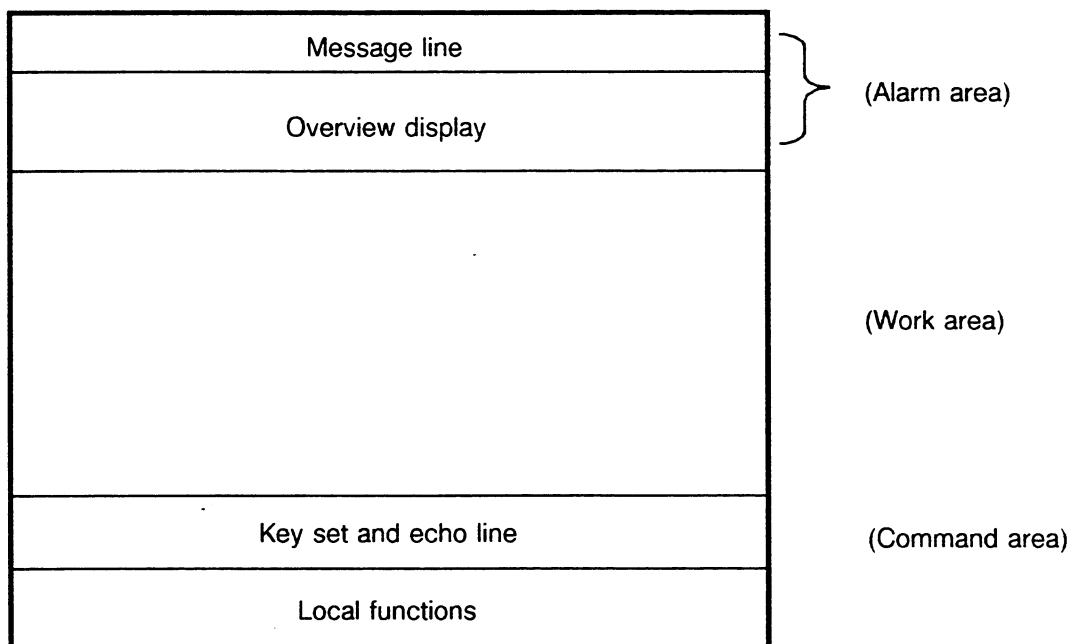 Message line
(Alarm area)
Overview display
(Work area)
Key set and echo line
(Command area)
Local functions